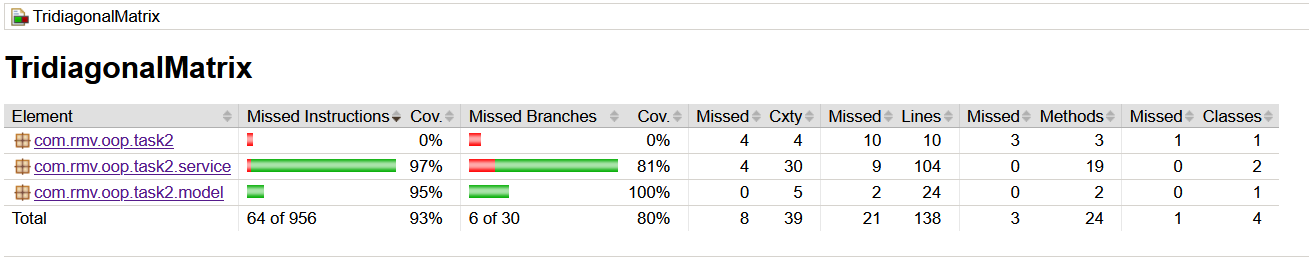 TridiagonalMatrix
TridiagonalMatrix
Element Missed Instructions Cov. Missed Branches Cov. Missed Cxty Missed Lines Missed Methods Missed Classes
com.rmv.oop.task2 0% 0% 4 4 10 10 3 3 1 1
com.rmv.oop.task2.service 97% 81% 4 30 9 104 0 19 0 2
com.rmv.oop.task2.model 95% 100% 0 5 2 24 0 2 0 1
Total 64 of 956 93% 6 of 30 80% 8 39 21 138 3 24 1 4